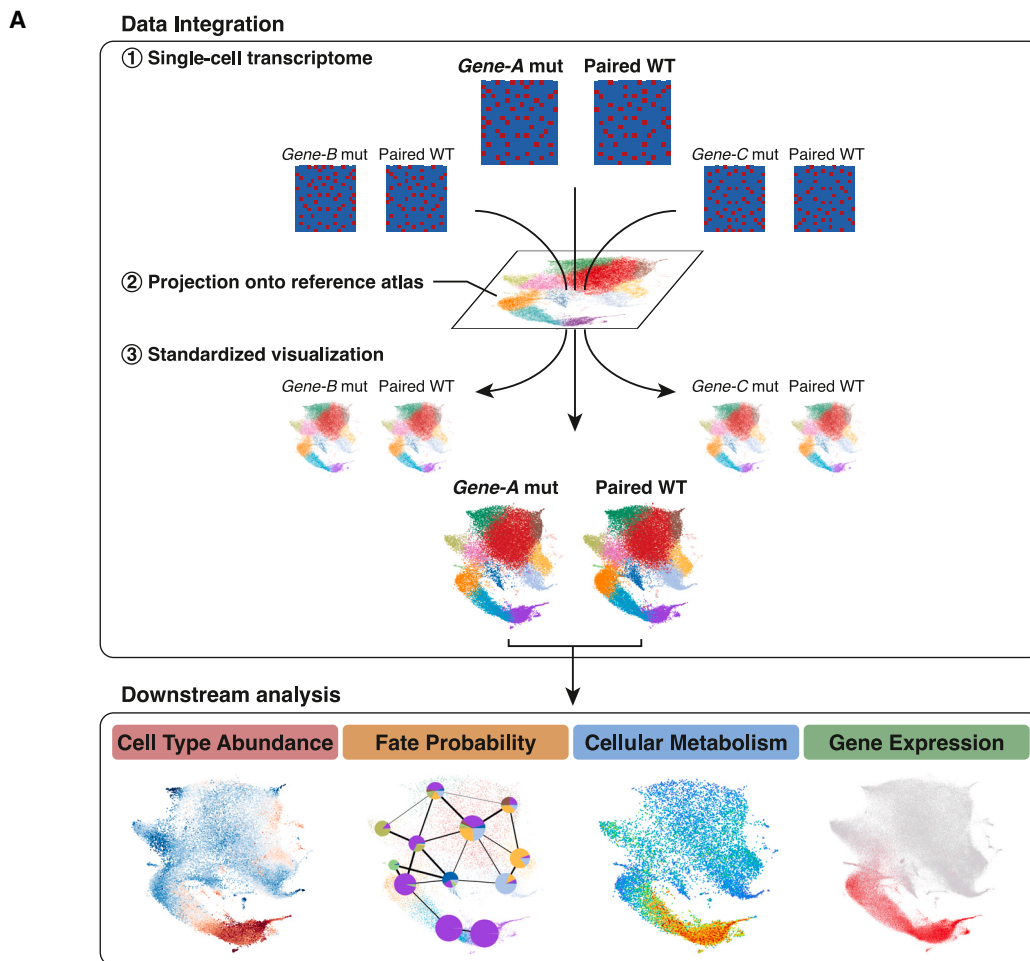 A
Data Integration
① Single-cell transcriptome
Gene-A mut Paired WT
Gene-B mut Paired WT
Gene-C mut Paired WT
② Projection onto reference atlas
③ Standardized visualization
Gene-B mut Paired WT
Gene-C mut Paired WT
Gene-A mut Paired WT
Downstream analysis
Cell Type Abundance
Fate Probability
Cellular Metabolism
Gene Expression